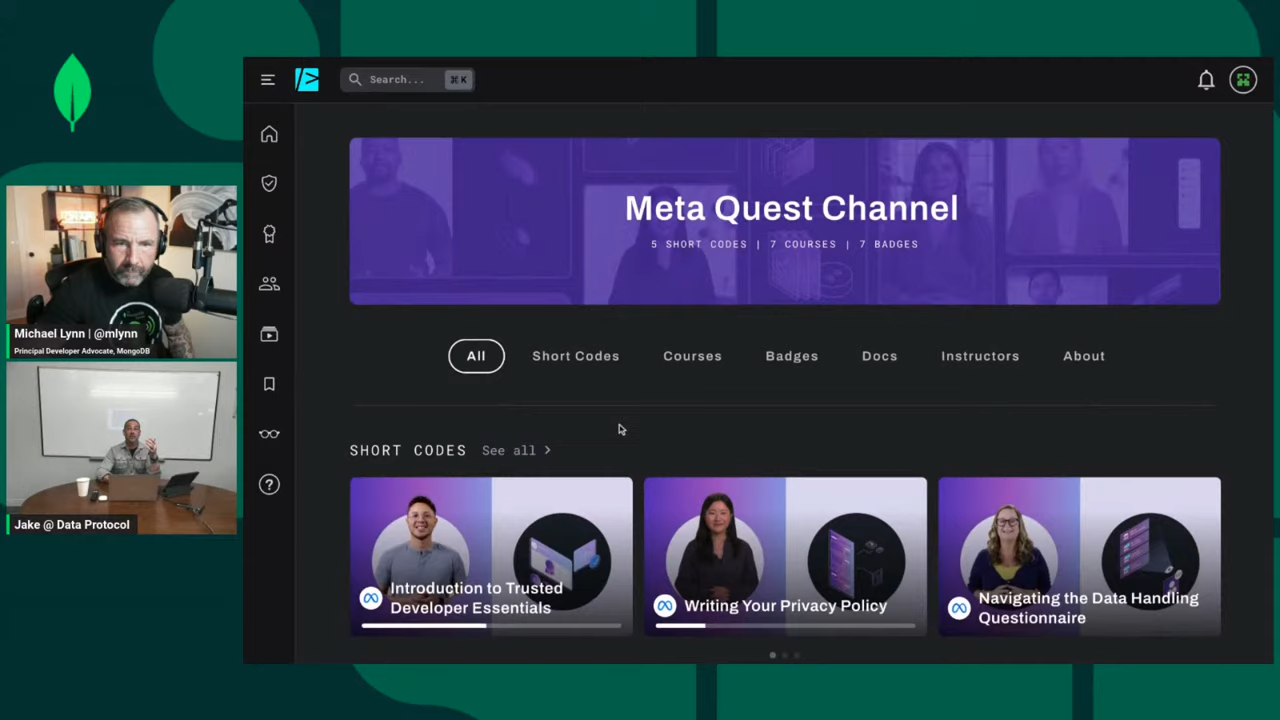 Search... ⌘ K
Meta Quest Channel
5 SHORT CODES | 7 COURSES | 7 BADGES
All
Short Codes
Courses
Badges
Docs
Instructors
About
SHORT CODES See all >
Introduction to Trusted
Developer Essentials
Writing Your Privacy Policy
Navigating the Data Handling
Questionnaire
Michael Lynn | @mlynn
Principal Developer Advocate, MongoDB
Jake @ Data Protocol